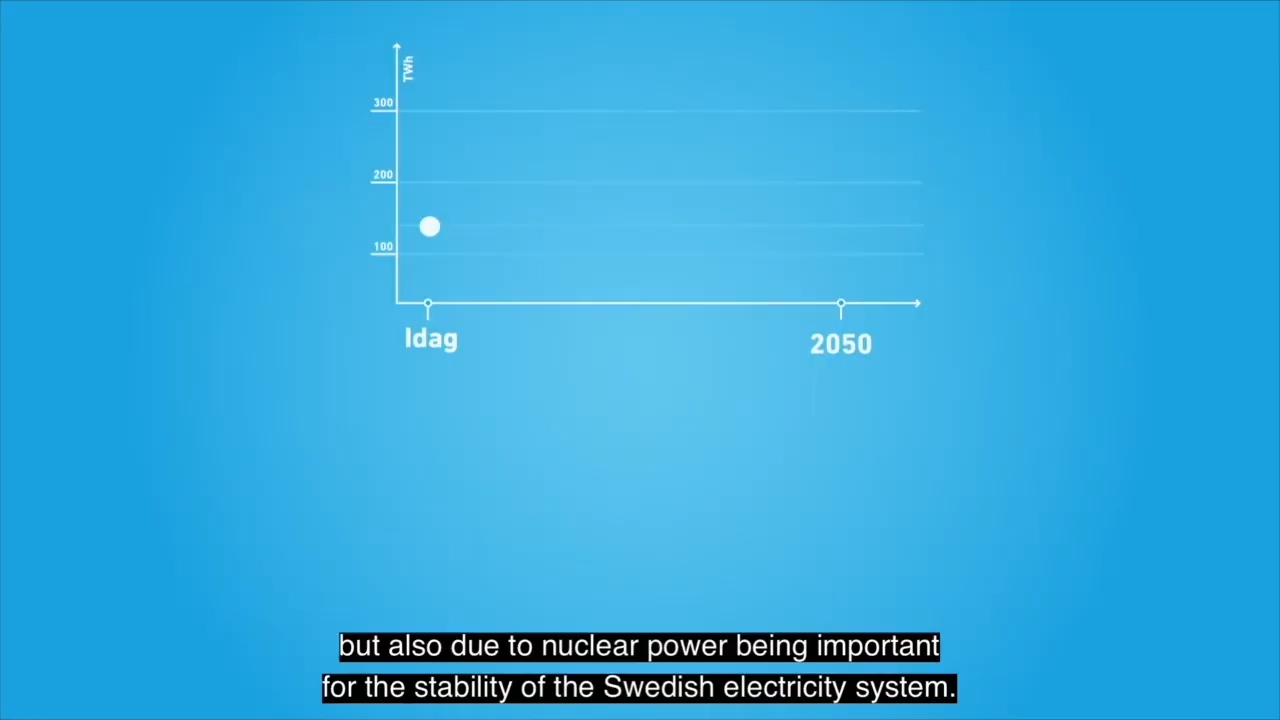 TWh
300
200
100
Idag
2050
but also due to nuclear power being important
for the stability of the Swedish electricity system.